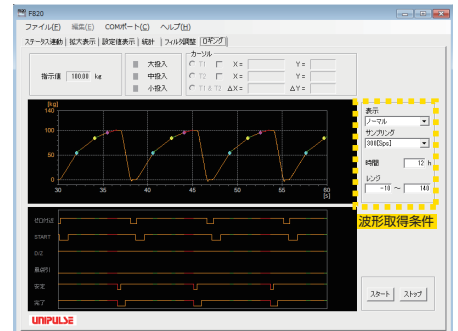 F820
ファイル(F) 編集(E) COMポート(C) ヘルプ(H)
ステータス連動 拡大表示 設定値表示 統計 フィルタ調整 ロギング
指示値 100.00 kg
大投入
中投入
小投入
カーソル
T1 X= Y=
T2 X= Y=
T1 & T2 ΔX= ΔY=
[kg]
140
100
50
0
30 35 40 45 50 55 60
[S]
表示
ノーマル
サンプリング
300[Sps]
時間 12 h
レンジ
-10 ~ 140
波形取得条件
ゼロ付近
START
D/Z
風袋引
安定
完了
スタート ストップ
UNIPULSE